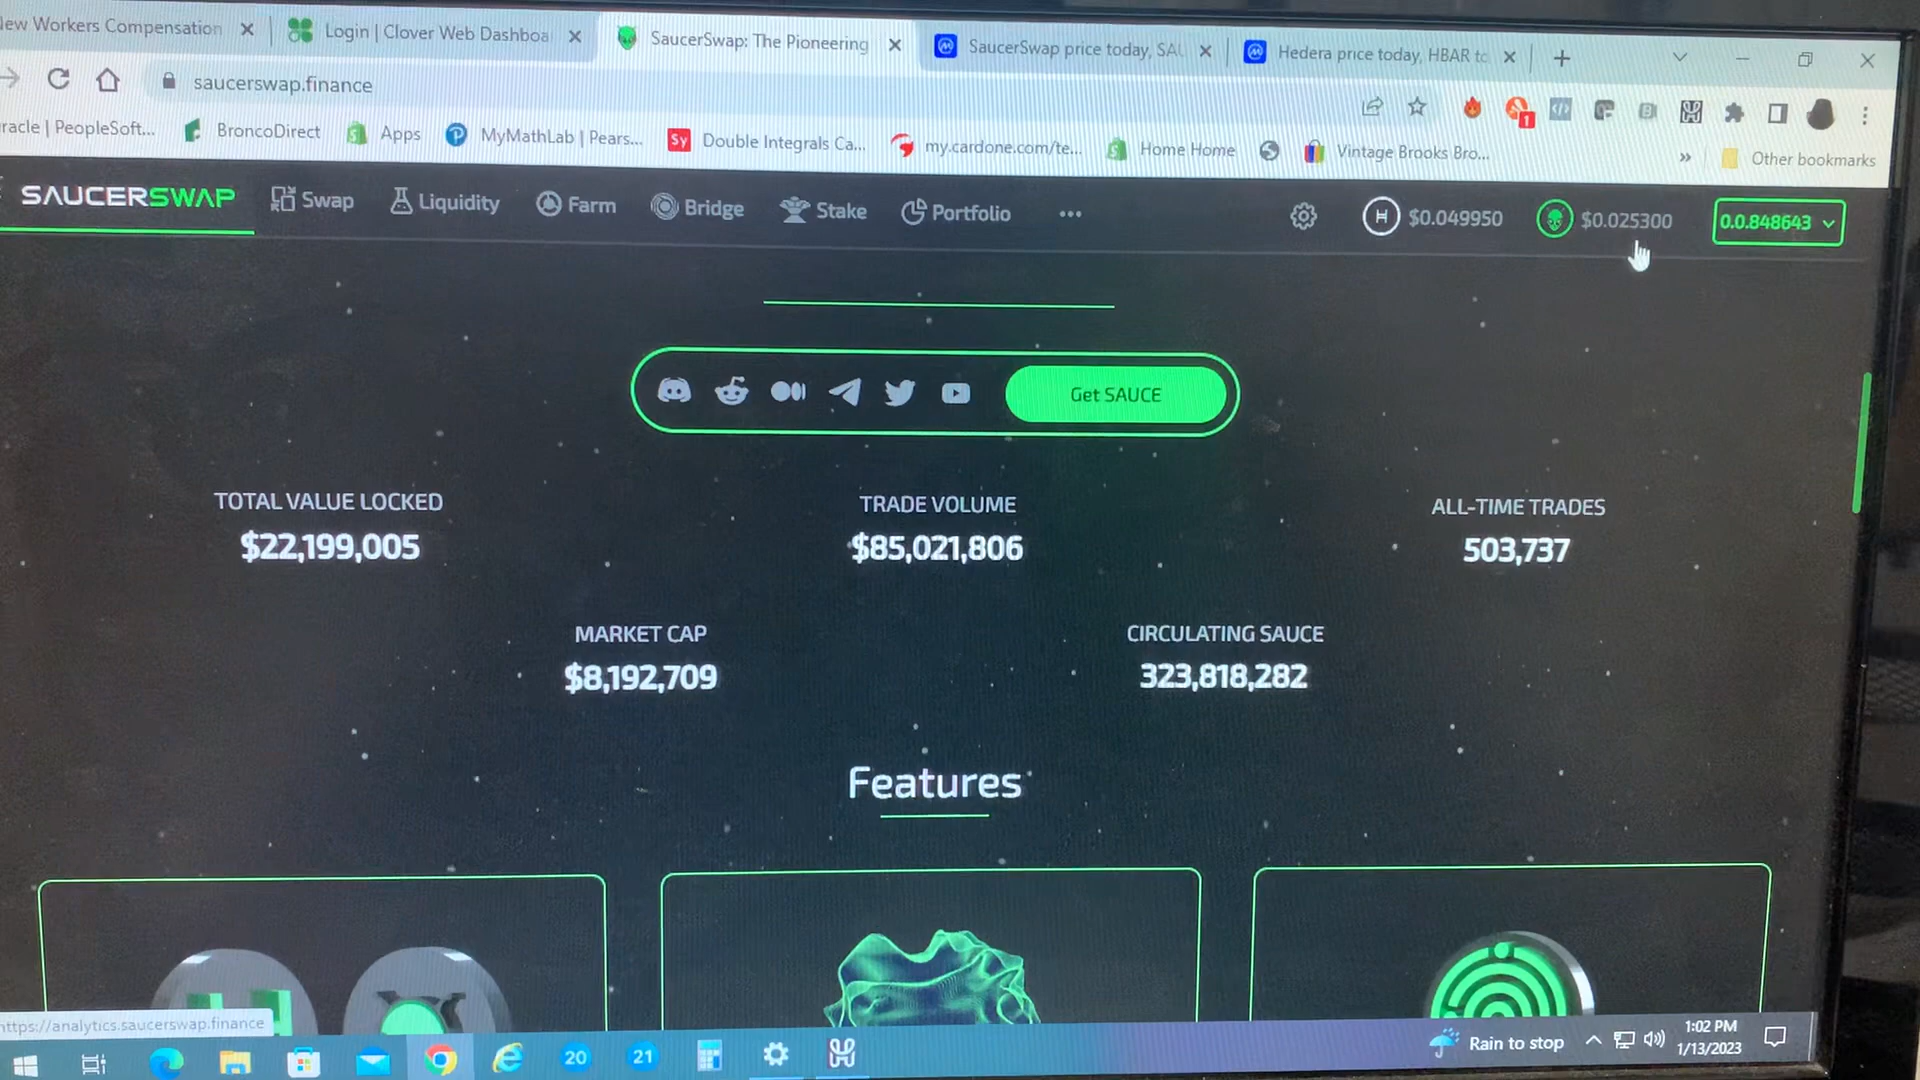 New Workers Compensation
Login | Clover Web Dashboa
SaucerSwap: The Pioneering
SaucerSwap price today, SAU
Hedera price today, HBAR to
saucerswap.finance
1
racle | PeopleSoft...
BroncoDirect
Apps
MyMathLab | Pears...
Sy
Double Integrals Ca...
my.cardone.com/te...
Home Home
Vintage Brooks Bro...
»
Other bookmarks
SAUCERSWAP
Swap
Liquidity
Farm
Bridge
Stake
Portfolio
...
H
$0.049950
$0.025300
0.0.848643
Get SAUCE
TOTAL VALUE LOCKED
$22,199,005
TRADE VOLUME
$85,021,806
ALL-TIME TRADES
503,737
MARKET CAP
$8,192,709
CIRCULATING SAUCE
323,818,282
Features
https://analytics.saucerswap.finance
20
21
Rain to stop
1:02 PM
1/13/2023